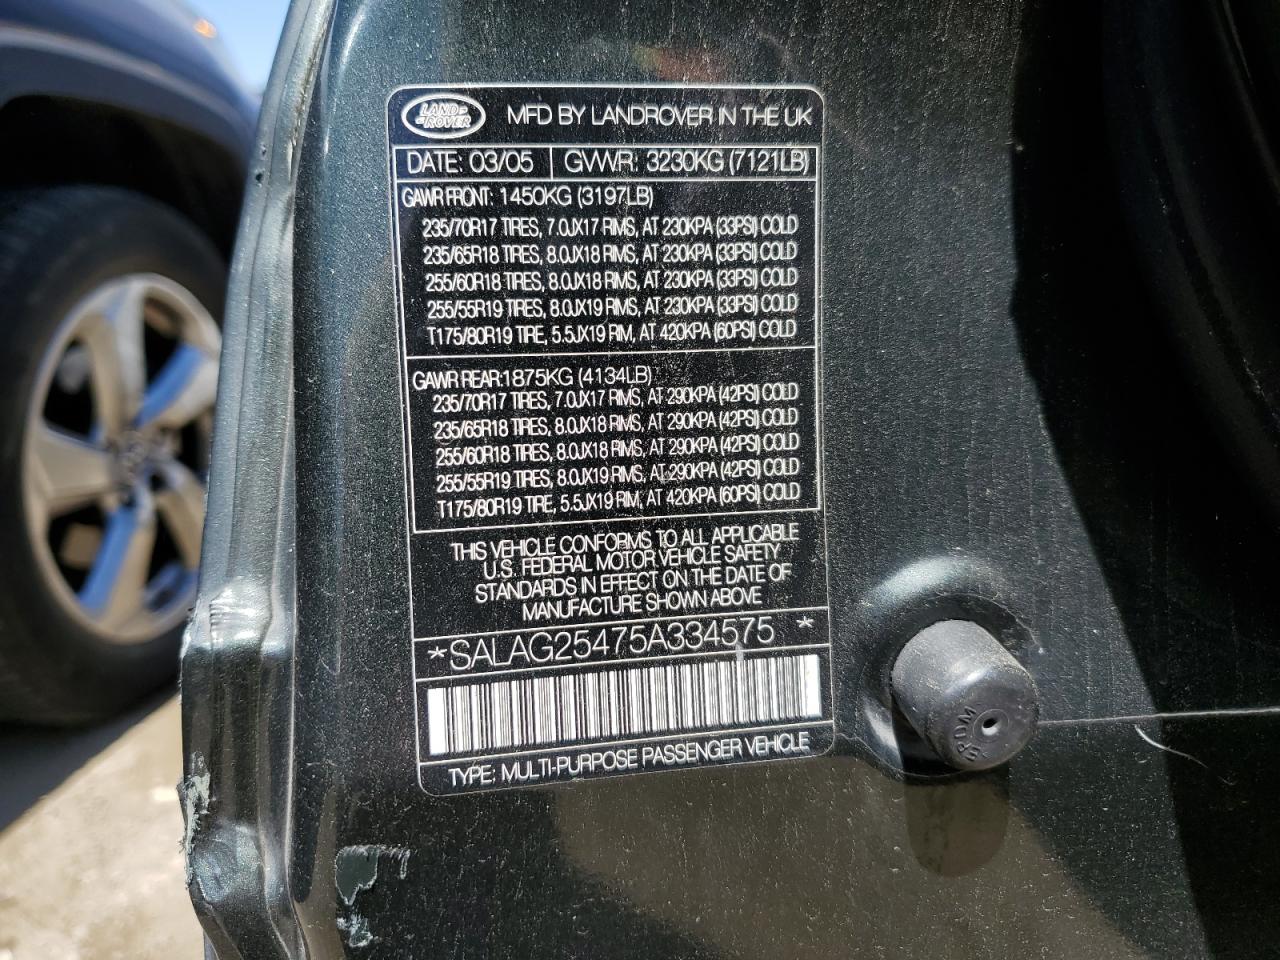 LAND-
-ROVER
MFD BY LANDROVER IN THE UK
DATE: 03/05 GVWR: 3230KG (7121LB)
GAWR FRONT: 1450KG (3197LB)
235/70R17 TIRES, 7.0JX17 RIMS, AT 230KPA (33PSI) COLD
235/65R18 TIRES, 8.0JX18 RIMS, AT 230KPA (33PSI) COLD
255/60R18 TIRES, 8.0JX18 RIMS, AT 230KPA (33PSI) COLD
255/55R19 TIRES, 8.0JX19 RIMS, AT 230KPA (33PSI) COLD
T175/80R19 TIRE, 5.5JX19 RIM, AT 420KPA (60PSI) COLD
GAWR REAR:1875KG (4134LB)
235/70R17 TIRES, 7.0JX17 RIMS, AT 290KPA (42PSI) COLD
235/65R18 TIRES, 8.0JX18 RIMS, AT 290KPA (42PSI) COLD
255/60R18 TIRES, 8.0JX18 RIMS, AT 290KPA (42PSI) COLD
255/55R19 TIRES, 8.0JX19 RIMS, AT 290KPA (42PSI) COLD
T175/80R19 TIRE, 5.5JX19 RIM, AT 420KPA (60PSI) COLD
THIS VEHICLE CONFORMS TO ALL APPLICABLE
U.S. FEDERAL MOTOR VEHICLE SAFETY
STANDARDS IN EFFECT ON THE DATE OF
MANUFACTURE SHOWN ABOVE
*SALAG25475A334575 *
TYPE: MULTI-PURPOSE PASSENGER VEHICLE